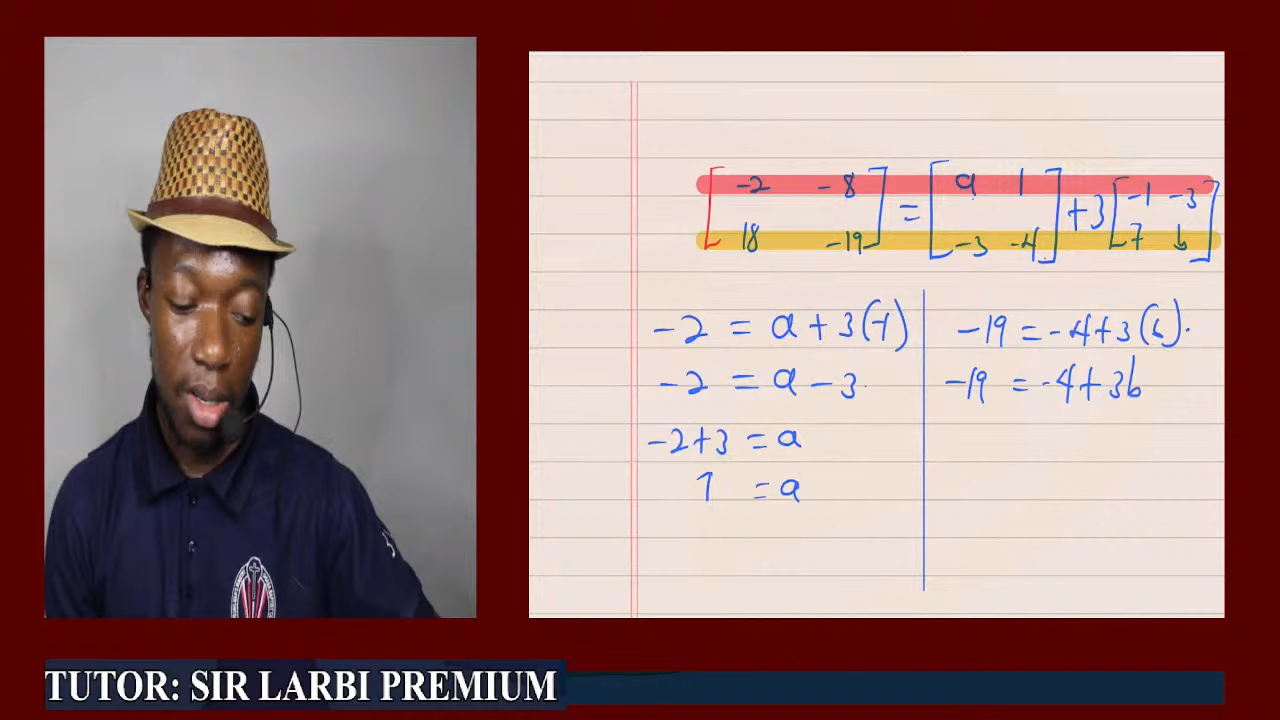 [-2 -8] = [a 1] + 3[-1 -3]
[18 -19] [-3 -4] [7 b]
-2 = a + 3(-1)
-2 = a - 3
-2 + 3 = a
1 = a
-19 = -4 + 3(b).
-19 = -4 + 3b
TUTOR: SIR LARBI PREMIUM